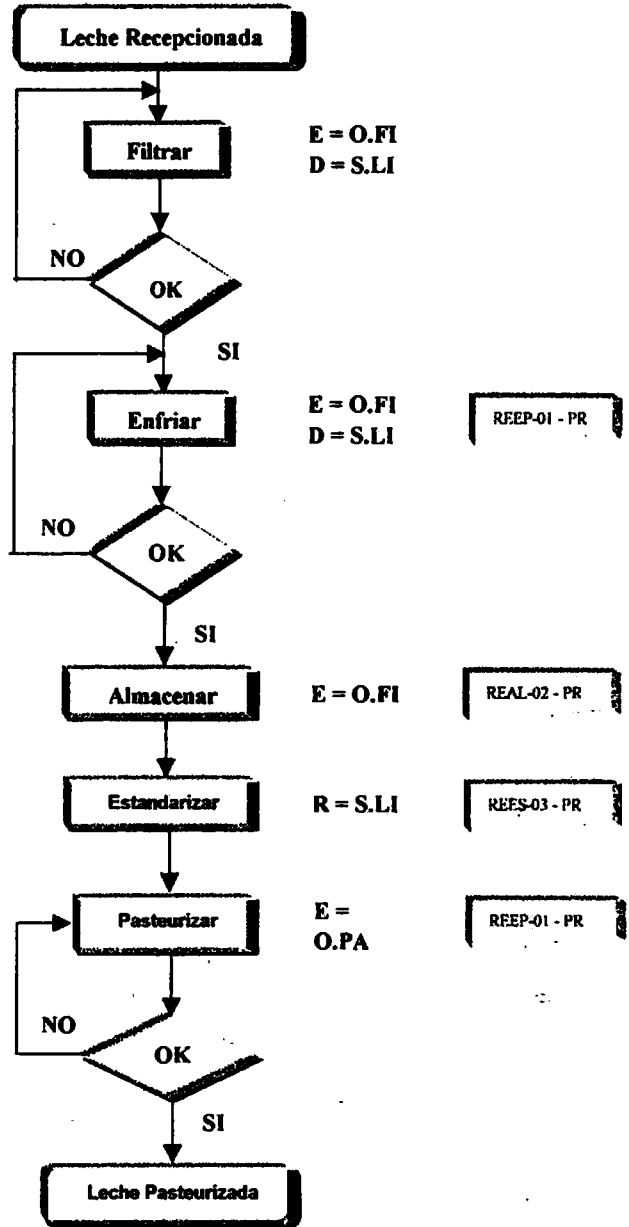 Leche Recepcionada
Filtrar
E = O.FI
D = S.LI
NO
OK
SI
Enfriar
E = O.FI
D = S.LI
REEP-01 - PR
NO
OK
SI
Almacenar
E = O.FI
REAL-02 - PR
Estandarizar
R = S.LI
REES-03 - PR
Pasteurizar
E =
O.PA
REEP-01 - PR
NO
OK
SI
Leche Pasteurizada